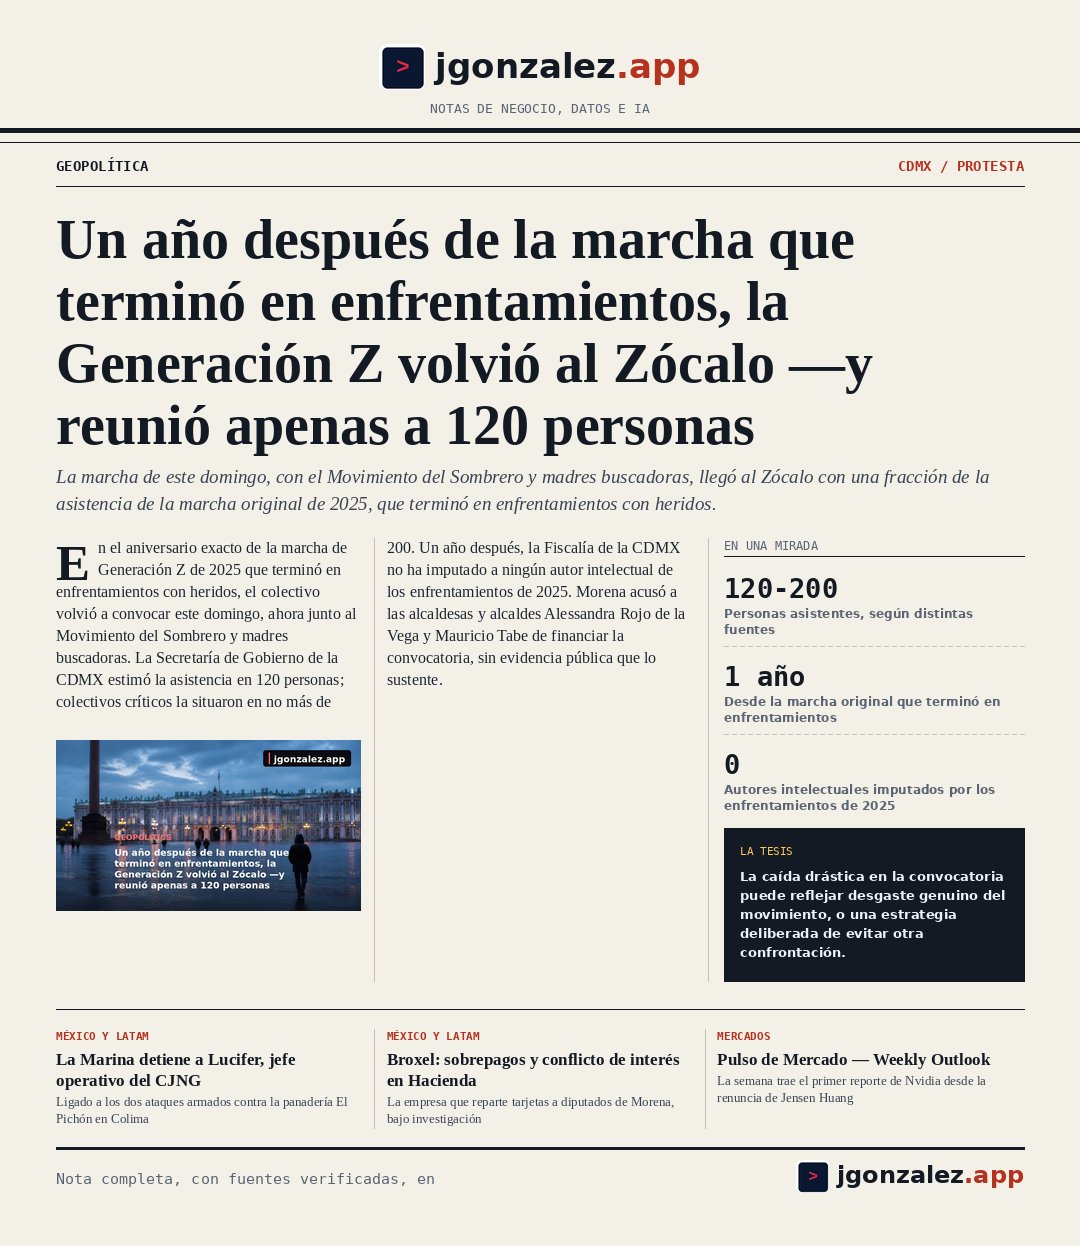 > jgonzalez.app
NOTAS DE NEGOCIO, DATOS E IA
GEOPOLÍTICA
CDMX / PROTESTA
Un año después de la marcha que
terminó en enfrentamientos, la
Generación Z volvió al Zócalo —y
reunió apenas a 120 personas
La marcha de este domingo, con el Movimiento del Sombrero y madres buscadoras, llegó al Zócalo con una fracción de la
asistencia de la marcha original de 2025, que terminó en enfrentamientos con heridos.
En el aniversario exacto de la marcha de
Generación Z de 2025 que terminó en
enfrentamientos con heridos, el colectivo
volvió a convocar este domingo, ahora junto al
Movimiento del Sombrero y madres
buscadoras. La Secretaría de Gobierno de la
CDMX estimó la asistencia en 120 personas;
colectivos críticos la situaron en no más de
200. Un año después, la Fiscalía de la CDMX
no ha imputado a ningún autor intelectual de
los enfrentamientos de 2025. Morena acusó a
las alcaldesas y alcaldes Alessandra Rojo de la
Vega y Mauricio Tabe de financiar la
convocatoria, sin evidencia pública que lo
sustente.
jgonzalez.app
GEOPOLITICS
Un año después de la marcha que
terminó en enfrentamientos, la
Generación Z volvió al Zócalo —y
reunió apenas a 120 personas
EN UNA MIRADA
120-200
Personas asistentes, según distintas
fuentes
1 año
Desde la marcha original que terminó en
enfrentamientos
0
Autores intelectuales imputados por los
enfrentamientos de 2025
LA TESIS
La caída drástica en la convocatoria
puede reflejar desgaste genuino del
movimiento, o una estrategia
deliberada de evitar otra
confrontación.
MÉXICO Y LATAM
La Marina detiene a Lucifer, jefe
operativo del CJNG
Ligado a los dos ataques armados contra la panadería El
Pichón en Colima
MÉXICO Y LATAM
Broxel: sobrepagos y conflicto de interés
en Hacienda
La empresa que reparte tarjetas a diputados de Morena,
bajo investigación
MERCADOS
Pulso de Mercado — Weekly Outlook
La semana trae el primer reporte de Nvidia desde la
renuncia de Jensen Huang
Nota completa, con fuentes verificadas, en
> jgonzalez.app